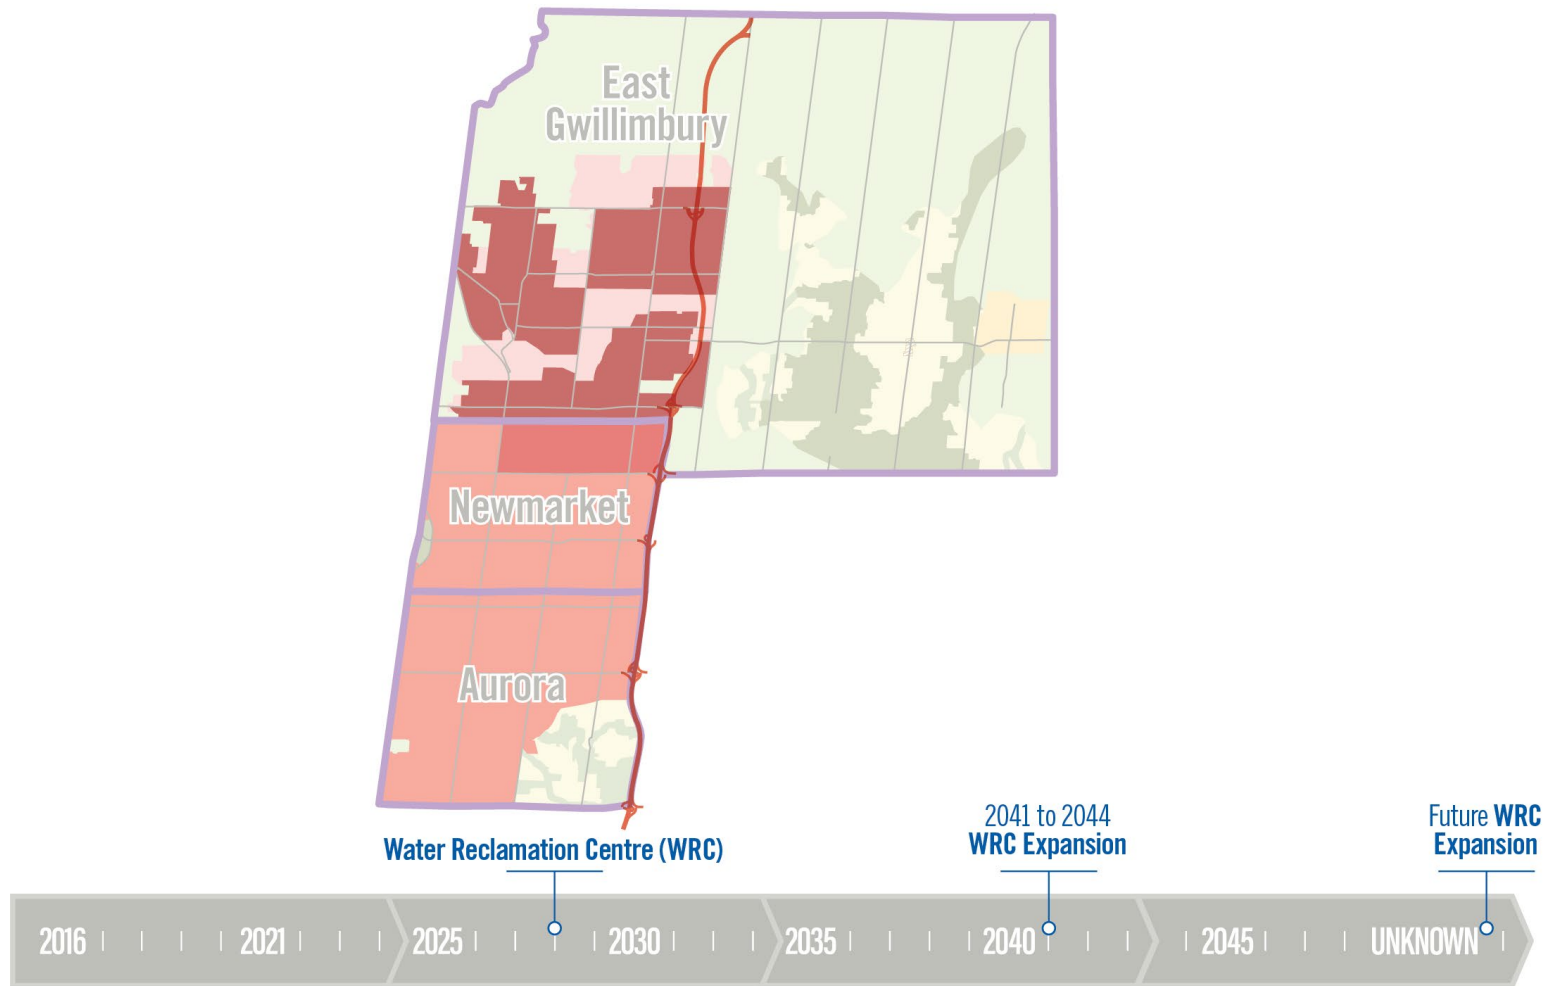 East
Gwillimbury
Newmarket
Aurora
Water Reclamation Centre (WRC)
2041 to 2044
WRC Expansion
Future WRC
Expansion
2016 2021 2025 2030 2035 2040 2045 UNKNOWN